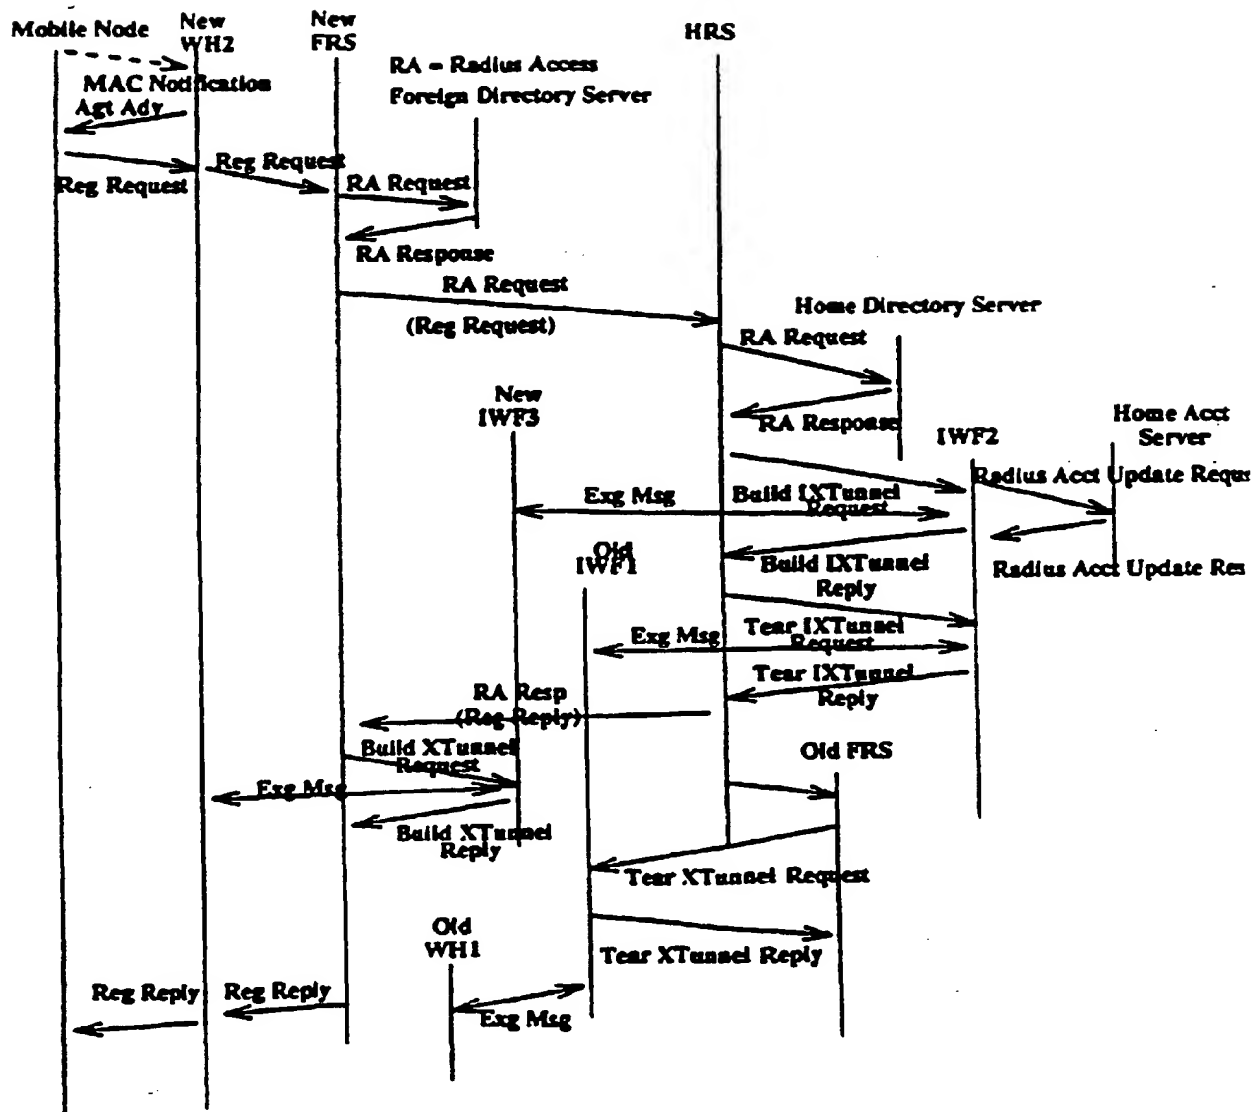 Mobile Node
New
WH2
New
FRS
HRS
MAC Notification
Agt Adv
RA - Radius Access
Foreign Directory Server
Reg Request
Reg Request
RA Request
RA Response
RA Request
(Reg Request)
Home Directory Server
RA Request
RA Response
New
IWF3
IWF2
Home Acct
Server
Exg Msg
Build IXTunnel
Request
Radius Acct Update Reque
Old
IWF1
Build IXTunnel
Reply
Radius Acct Update Res
Exg Msg
Tear IXTunnel
Request
Tear IXTunnel
Reply
RA Resp
(Reg Reply)
Build XTunnel
Request
Old FRS
Exg Msg
Build XTunnel
Reply
Tear XTunnel Request
Old
WH1
Tear XTunnel Reply
Reg Reply
Reg Reply
Exg Msg